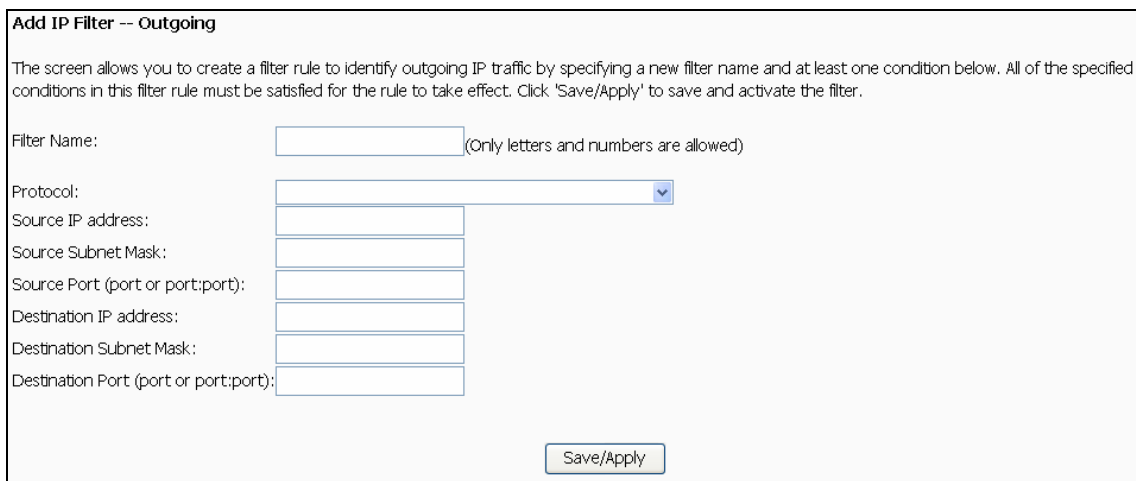 Add IP Filter -- Outgoing
The screen allows you to create a filter rule to identify outgoing IP traffic by specifying a new filter name and at least one condition below. All of the specified
conditions in this filter rule must be satisfied for the rule to take effect. Click 'Save/Apply' to save and activate the filter.
Filter Name: (Only letters and numbers are allowed)
Protocol:
Source IP address:
Source Subnet Mask:
Source Port (port or port:port):
Destination IP address:
Destination Subnet Mask:
Destination Port (port or port:port):
Save/Apply